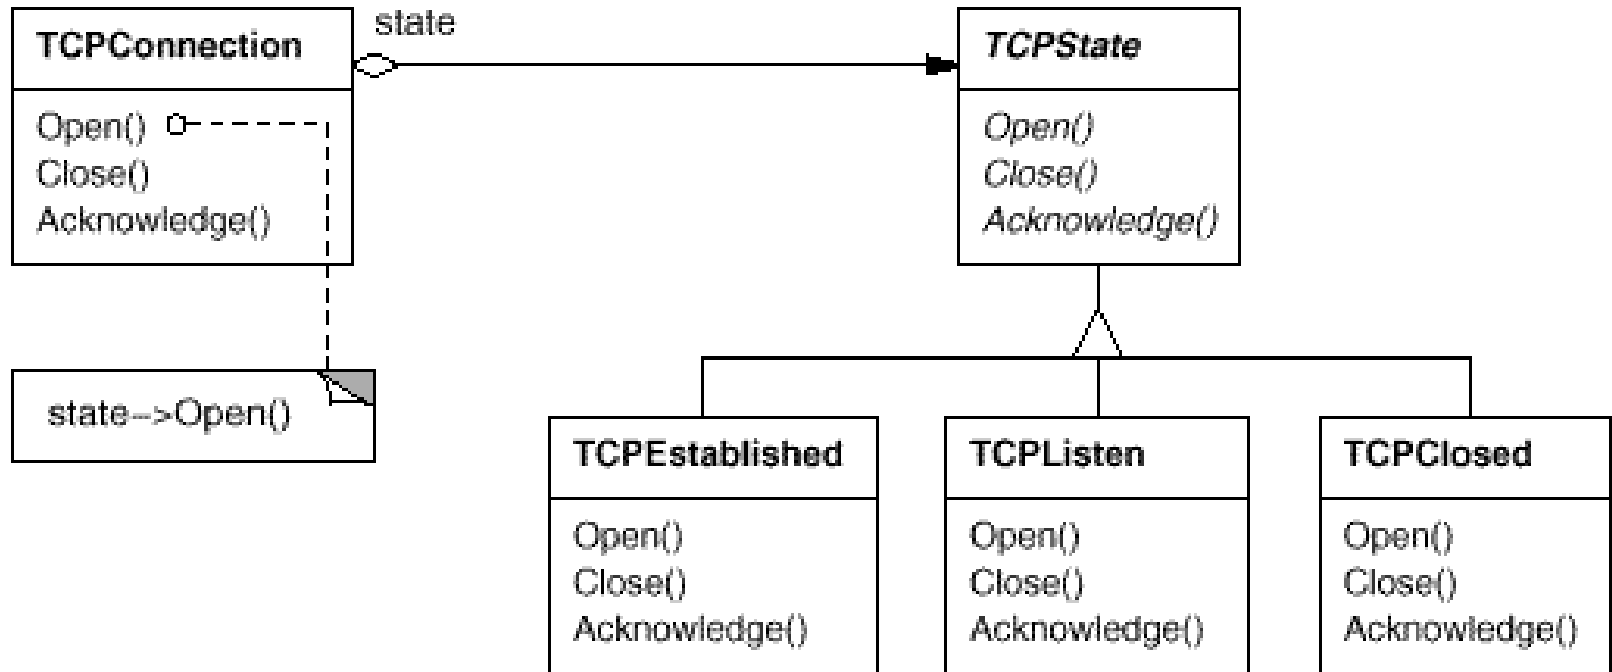 TCPConnection
Open()
Close()
Acknowledge()
state
TCPState
Open()
Close()
Acknowledge()
state-->Open()
TCPEstablished
Open()
Close()
Acknowledge()
TCPListen
Open()
Close()
Acknowledge()
TCPClosed
Open()
Close()
Acknowledge()